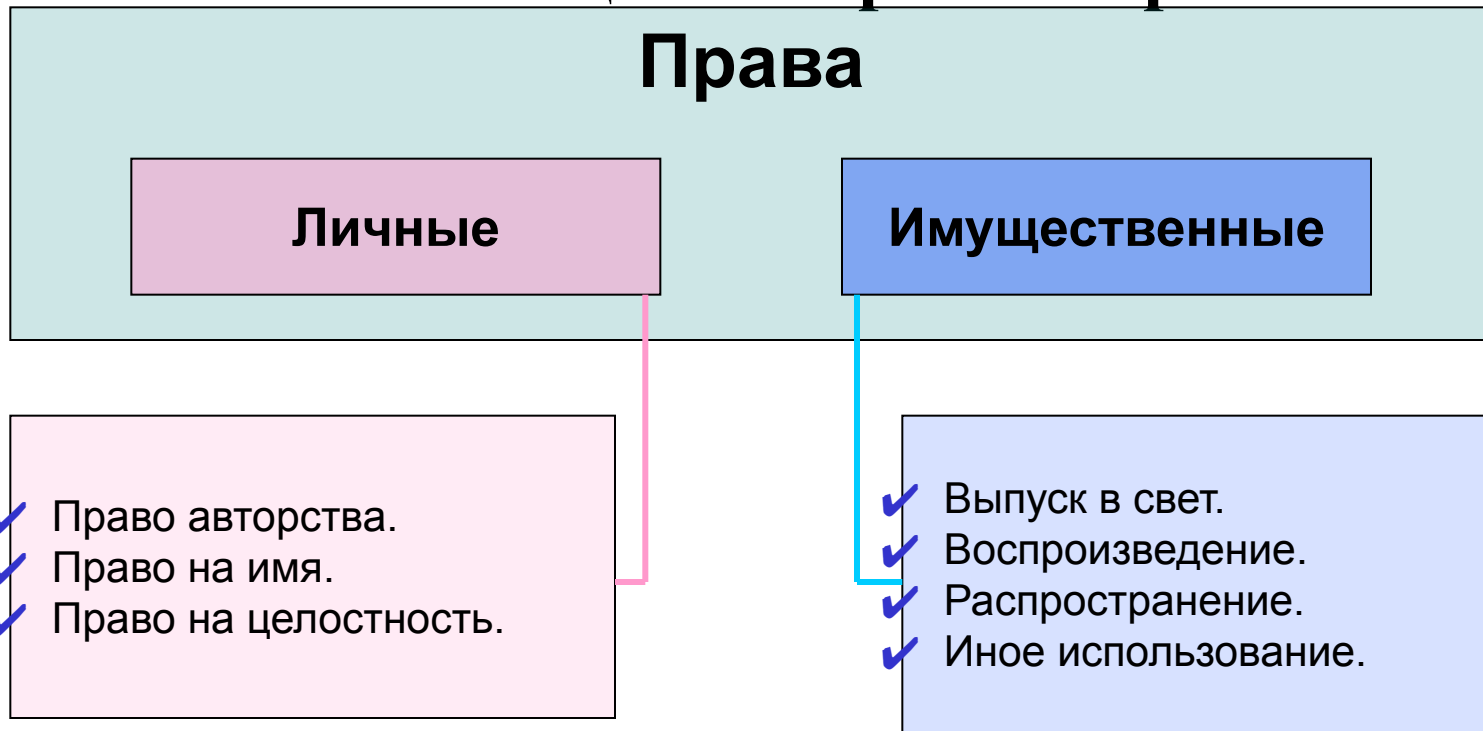 Права
Личные
Имущественные
Право авторства.
Право на имя.
Право на целостность.
Выпуск в свет.
Воспроизведение.
Распространение.
Иное использование.